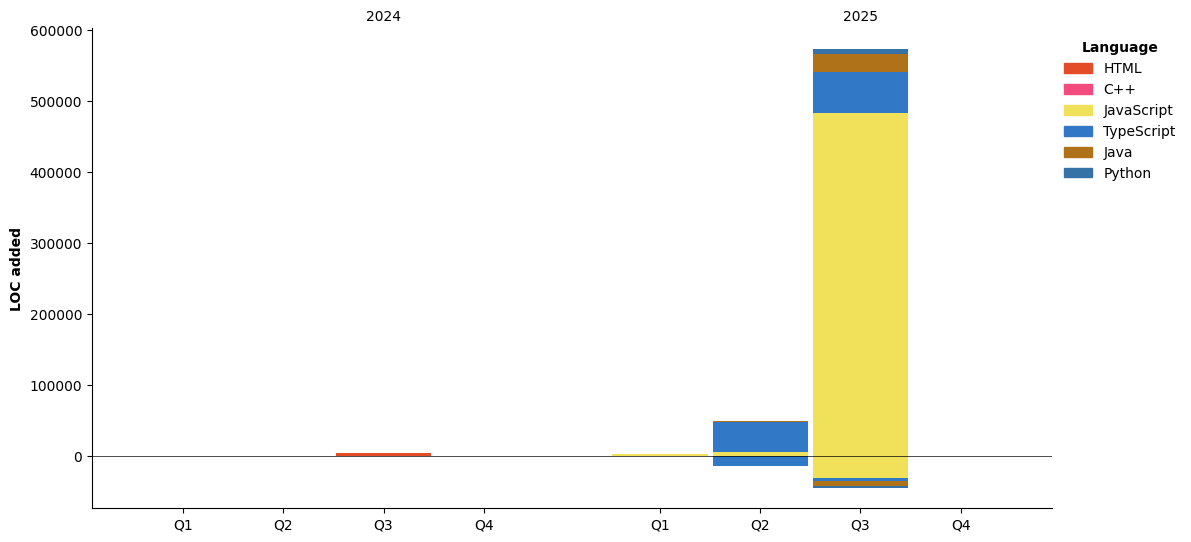 2024 2025
600000
500000
400000
300000
200000
100000
0
LOC added
Q1 Q2 Q3 Q4 Q1 Q2 Q3 Q4
Language
HTML
C++
JavaScript
TypeScript
Java
Python